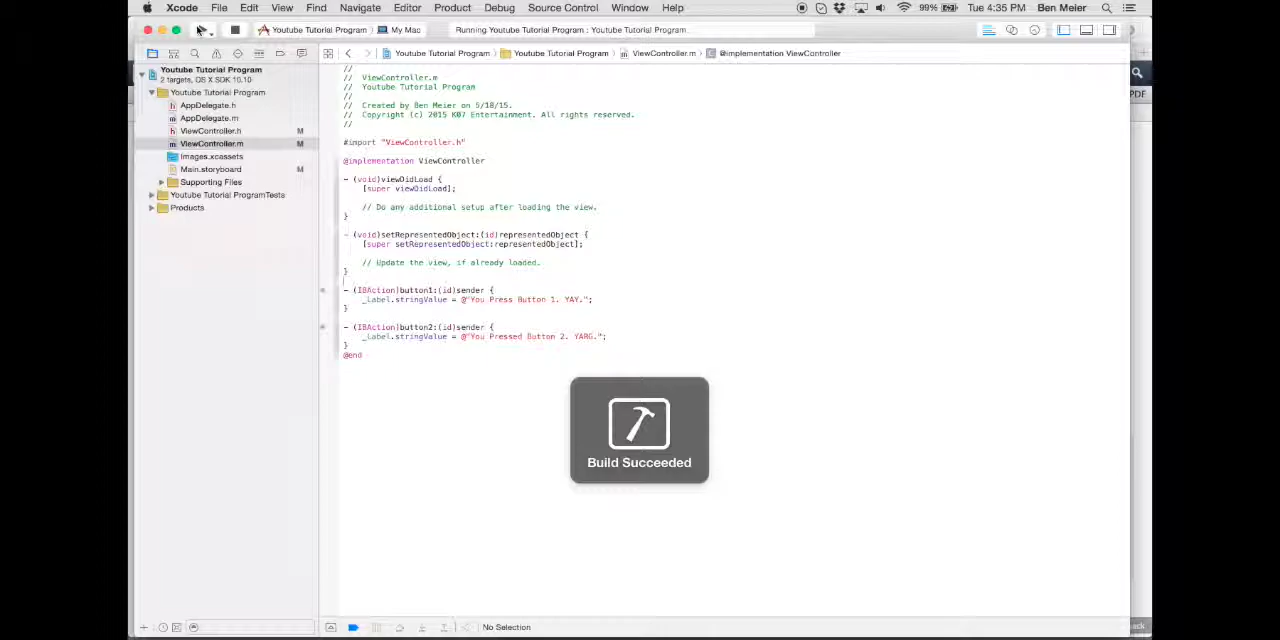 Xcode File Edit View Find Navigate Editor Product Debug Source Control Window Help 99% Tue 4:35 PM Ben Meier
Youtube Tutorial Program My Mac Running Youtube Tutorial Program : Youtube Tutorial Program
Youtube Tutorial Program Youtube Tutorial Program ViewController.m @implementation ViewController
Youtube Tutorial Program
2 targets, OS X SDK 10.10
Youtube Tutorial Program
AppDelegate.h
AppDelegate.m
ViewController.h M
ViewController.m M
Images.xcassets
Main.storyboard M
Supporting Files
Youtube Tutorial ProgramTests
Products
//
// ViewController.m
// Youtube Tutorial Program
//
// Created by Ben Meier on 5/18/15.
// Copyright (c) 2015 K07 Entertainment. All rights reserved.
//
#import "ViewController.h"
@implementation ViewController
- (void)viewDidLoad {
[super viewDidLoad];
// Do any additional setup after loading the view.
}
- (void)setRepresentedObject:(id)representedObject {
[super setRepresentedObject:representedObject];
// Update the view, if already loaded.
}
- (IBAction)button1:(id)sender {
_Label.stringValue = @"You Press Button 1. YAY.";
}
- (IBAction)button2:(id)sender {
_Label.stringValue = @"You Pressed Button 2. YARG.";
}
@end
Build Succeeded
No Selection
PDF